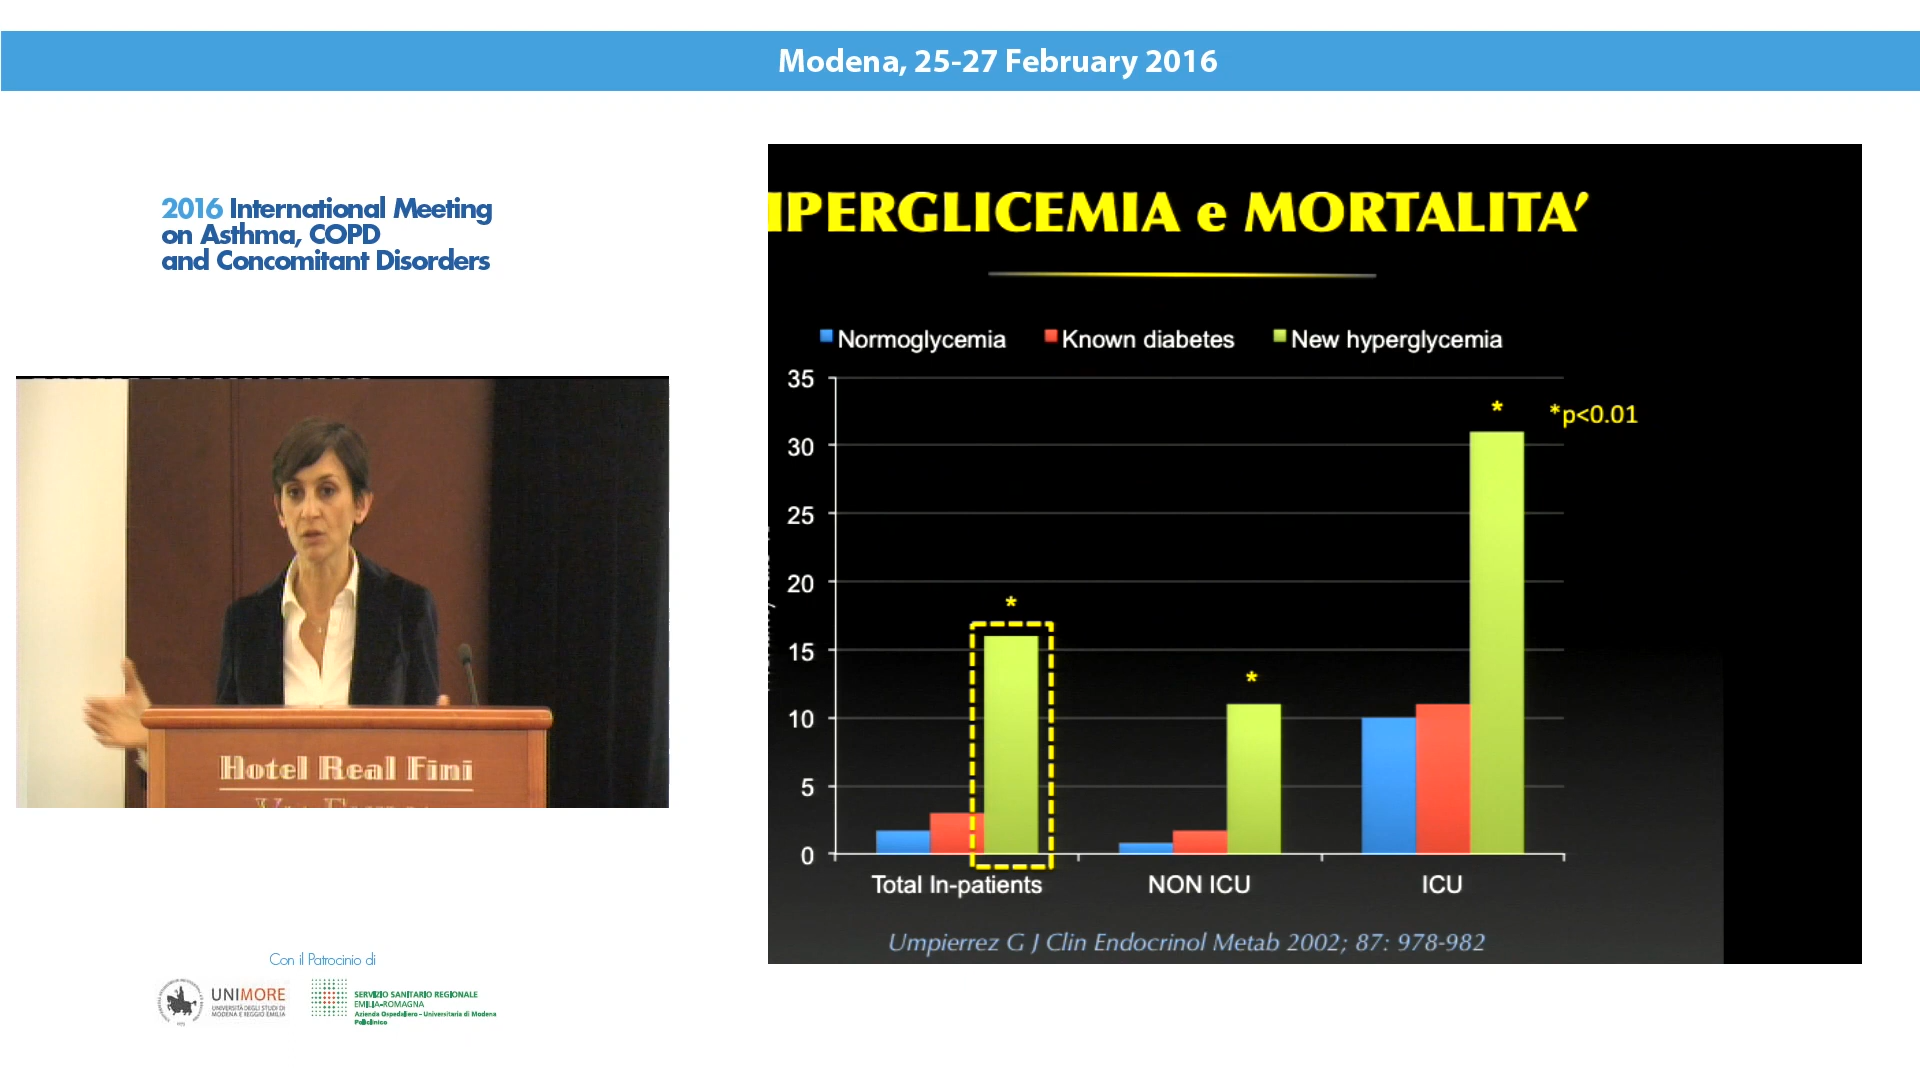 Modena, 25-27 February 2016
2016 International Meeting
on Asthma, COPD
and Concomitant Disorders
IPERGLICEMIA e MORTALITA’
Normoglycemia Known diabetes New hyperglycemia
35
30
25
20
15
10
5
0
*
*
*
*p<0.01
Total In-patients NON ICU ICU
Umpierrez G J Clin Endocrinol Metab 2002; 87: 978-982
Hotel Real Fini
Con il Patrocinio di
UNIMORE
UNIVERSITÀ DEGLI STUDI DI
MODENA E REGGIO EMILIA
SERVIZIO SANITARIO REGIONALE
EMILIA-ROMAGNA
Azienda Ospedaliero - Universitaria di Modena
Policlinico